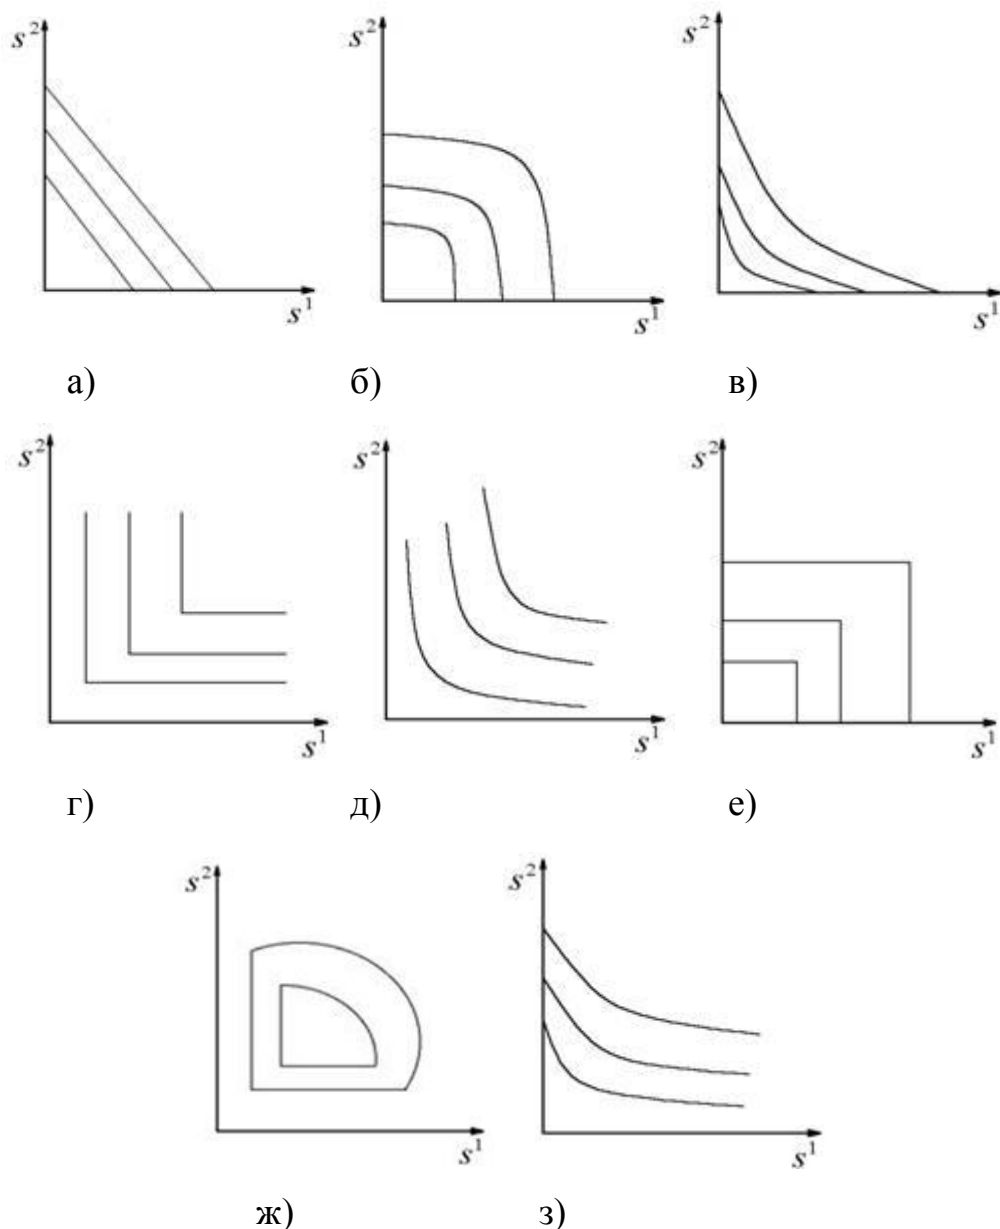 s² s² s²
s¹ s¹ s¹
а) б) в)
s² s² s²
s¹ s¹ s¹
г) д) е)
s² s²
s¹ s¹
ж) з)